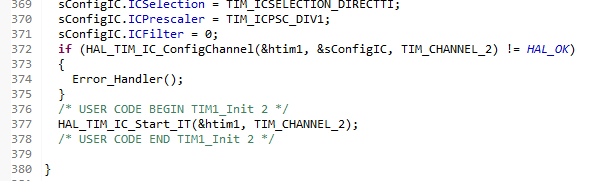 369 sConfigIC.ICSelection = TIM_ICSELECTION_DIRECTTI;
370 sConfigIC.ICPrescaler = TIM_ICPSC_DIV1;
371 sConfigIC.ICFilter = 0;
372 if (HAL_TIM_IC_ConfigChannel(&htim1, &sConfigIC, TIM_CHANNEL_2) != HAL_OK)
373 {
374 Error_Handler();
375 }
376 /* USER CODE BEGIN TIM1_Init 2 */
377 HAL_TIM_IC_Start_IT(&htim1, TIM_CHANNEL_2);
378 /* USER CODE END TIM1_Init 2 */
379
380 }